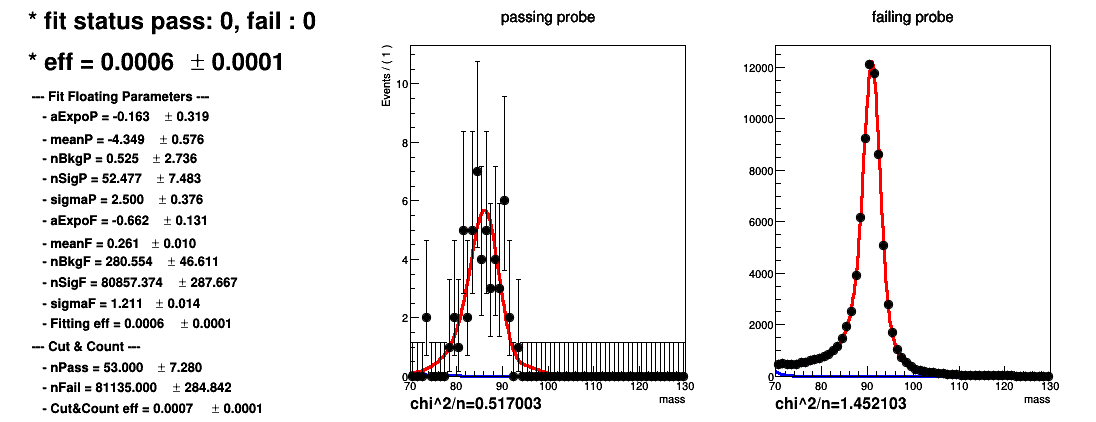 * fit status pass: 0, fail : 0
* eff = 0.0006 ± 0.0001
--- Fit Floating Parameters ---
- aExpoP = -0.163 ± 0.319
- meanP = -4.349 ± 0.576
- nBkgP = 0.525 ± 2.736
- nSigP = 52.477 ± 7.483
- sigmaP = 2.500 ± 0.376
- aExpoF = -0.662 ± 0.131
- meanF = 0.261 ± 0.010
- nBkgF = 280.554 ± 46.611
- nSigF = 80857.374 ± 287.667
- sigmaF = 1.211 ± 0.014
- Fitting eff = 0.0006 ± 0.0001
--- Cut & Count ---
- nPass = 53.000 ± 7.280
- nFail = 81135.000 ± 284.842
- Cut&Count eff = 0.0007 ± 0.0001
passing probe
Events / ( 1 )
10
8
6
4
2
0
70 80 90 100 110 120 130
mass
chi^2/n=0.517003
failing probe
12000
10000
8000
6000
4000
2000
0
70 80 90 100 110 120 130
mass
chi^2/n=1.452103